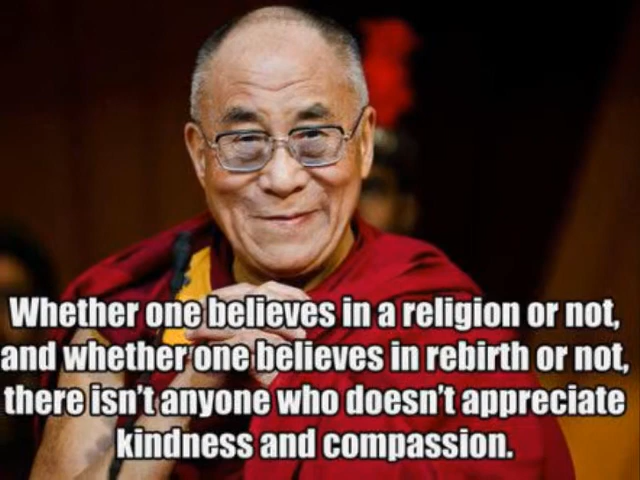 Whether one believes in a religion or not,
and whether one believes in rebirth or not,
there isn't anyone who doesn't appreciate
kindness and compassion.